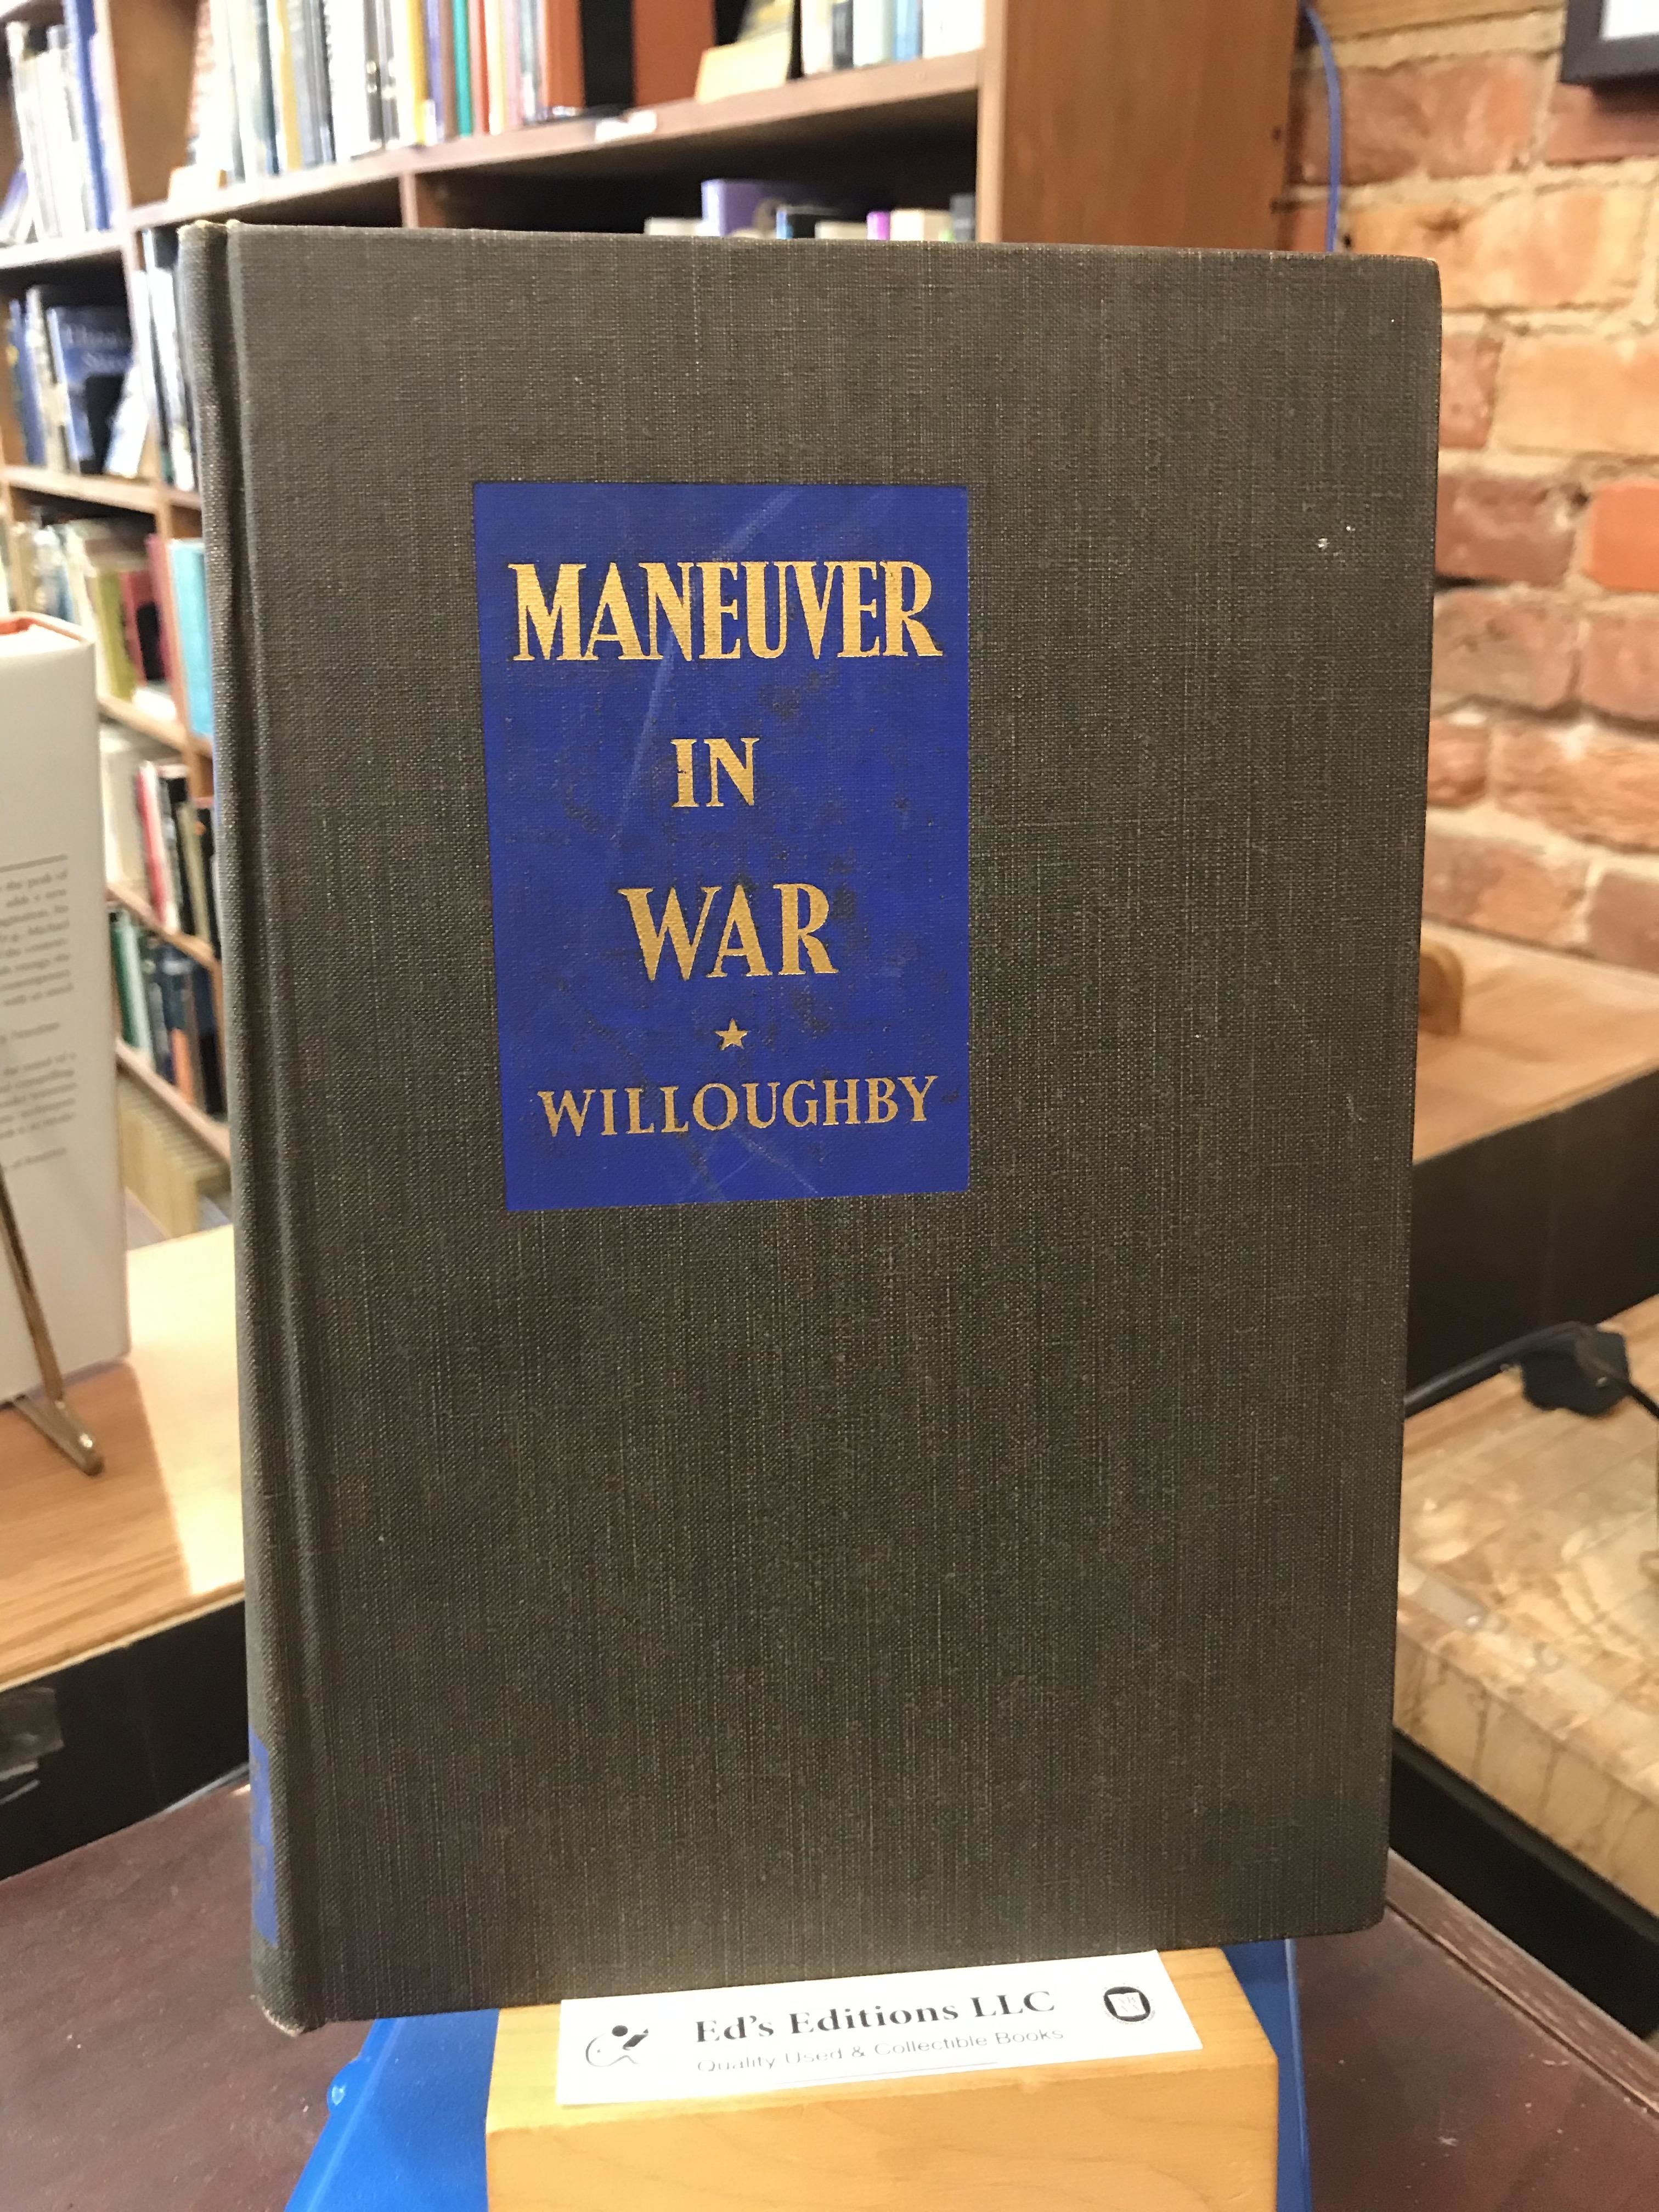 MANEUVER
IN
WAR
WILLOUGHBY
Ed's Editions LLC
Quality Used & Collectible Books